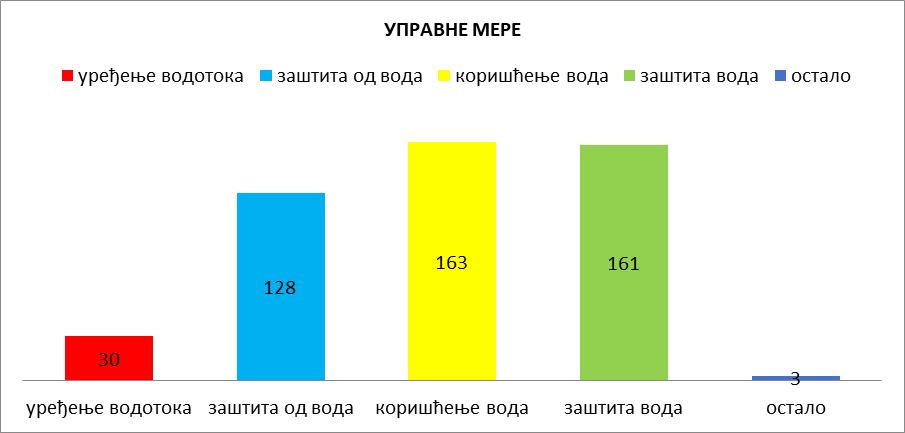 УПРАВНЕ МЕРЕ
уређење водотока заштита од вода коришћење вода заштита вода остало
163
161
128
30
3
уређење водотока заштита од вода коришћење вода заштита вода остало